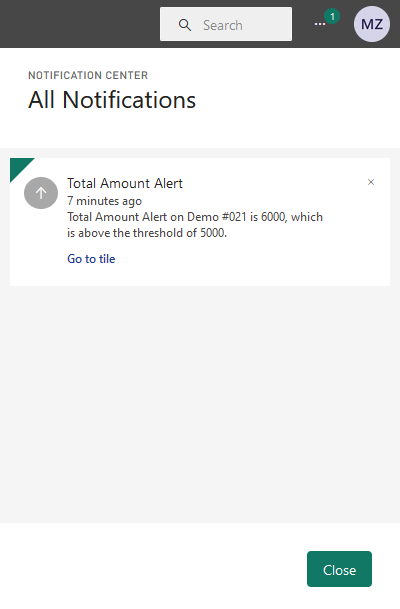 Search
1
MZ
NOTIFICATION CENTER
All Notifications
Total Amount Alert
7 minutes ago
Total Amount Alert on Demo #021 is 6000, which
is above the threshold of 5000.
Go to tile
Close